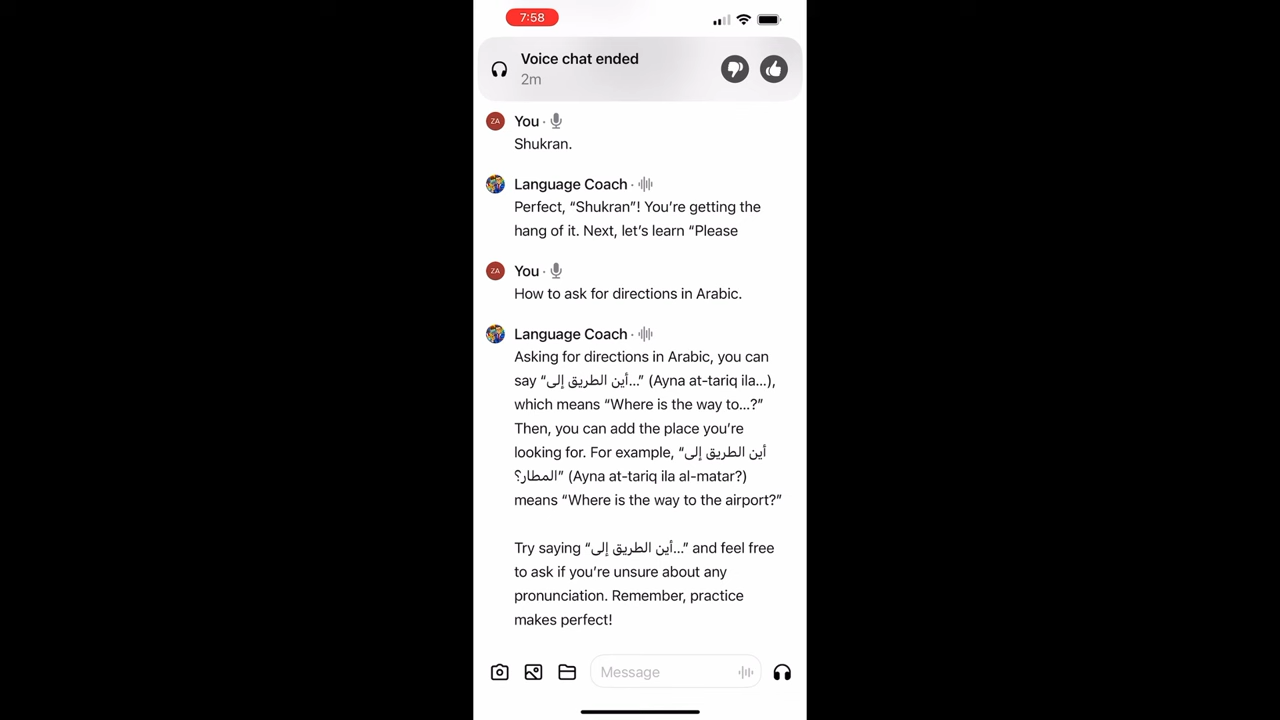 7:58
Voice chat ended
2m
ZA
You ·
Shukran.
Language Coach ·
Perfect, “Shukran”! You’re getting the
hang of it. Next, let’s learn “Please
ZA
You ·
How to ask for directions in Arabic.
Language Coach ·
Asking for directions in Arabic, you can
say “أين الطريق إلى...” (Ayna at-tariq ila...),
which means “Where is the way to...?”
Then, you can add the place you’re
looking for. For example, “أين الطريق إلى
المطار؟” (Ayna at-tariq ila al-matar?)
means “Where is the way to the airport?”
Try saying “أين الطريق إلى...” and feel free
to ask if you’re unsure about any
pronunciation. Remember, practice
makes perfect!
Message